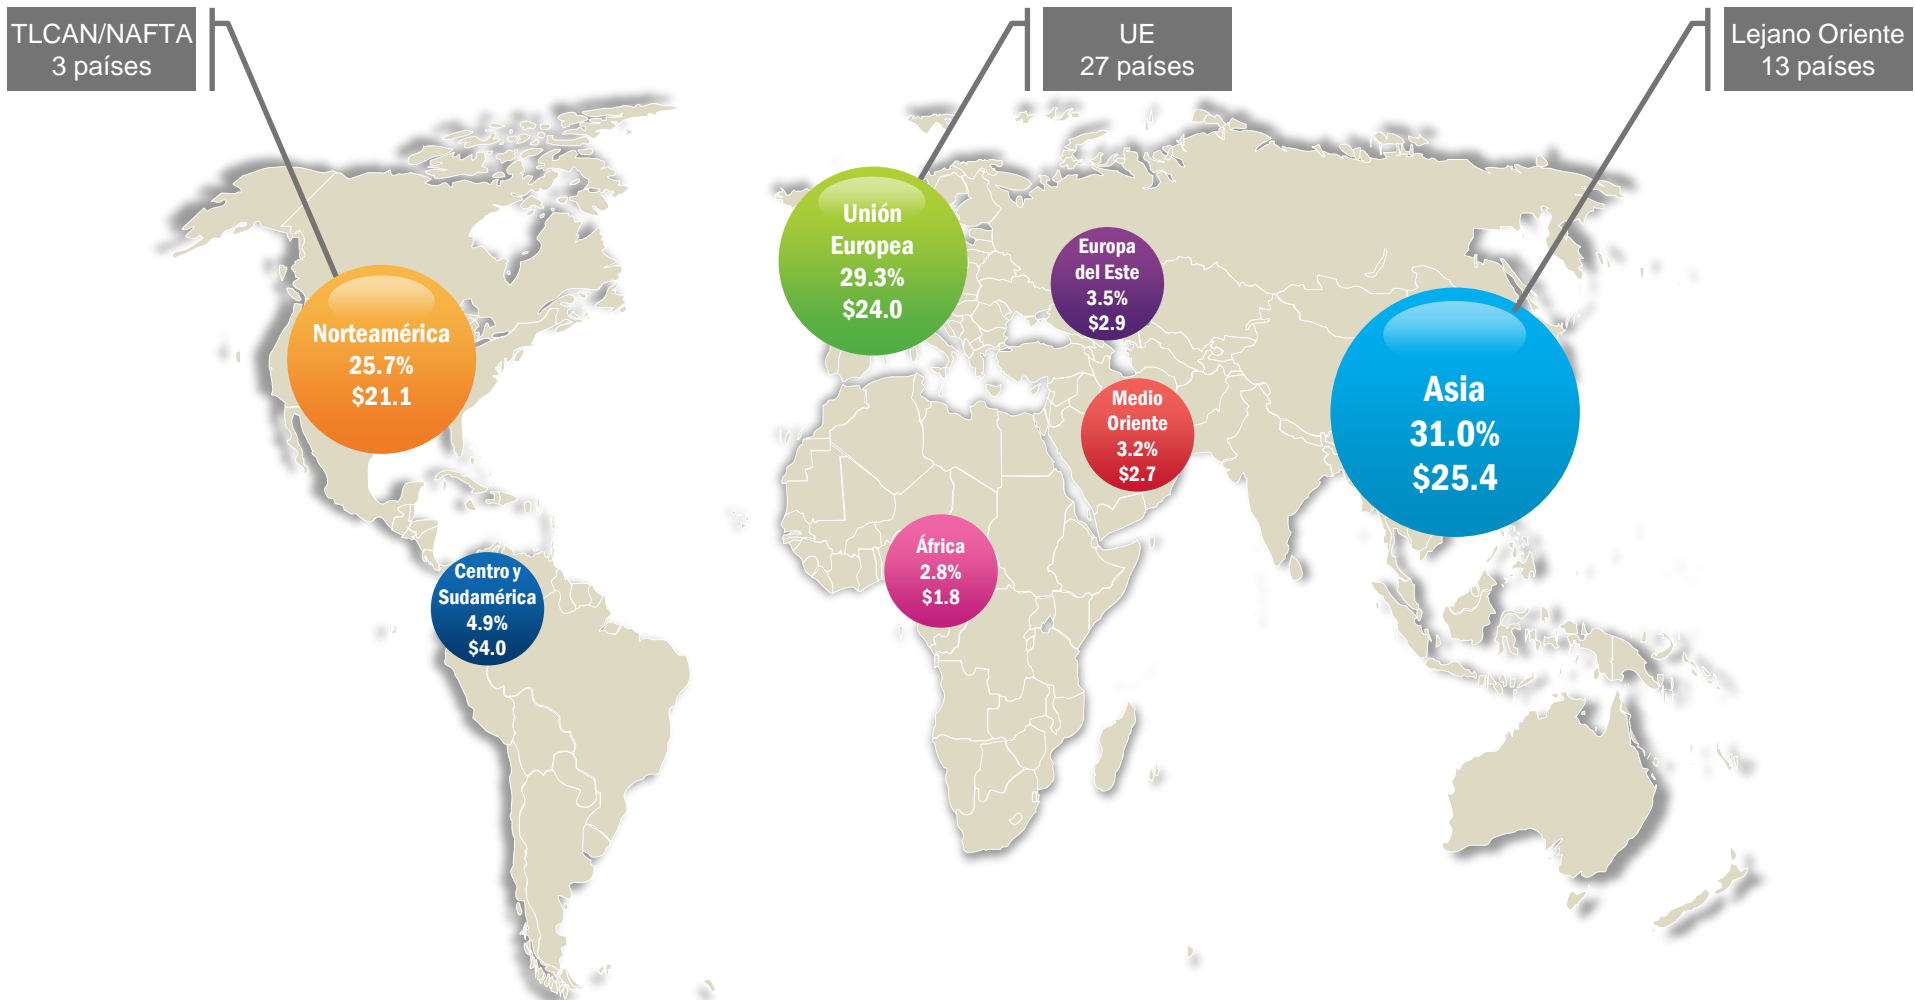 TLCAN/NAFTA
3 países
UE
27 países
Lejano Oriente
13 países
Unión
Europea
29.3%
$24.0
Europa
del Este
3.5%
$2.9
Norteamérica
25.7%
$21.1
Asia
31.0%
$25.4
Medio
Oriente
3.2%
$2.7
África
2.8%
$1.8
Centro y
Sudamérica
4.9%
$4.0